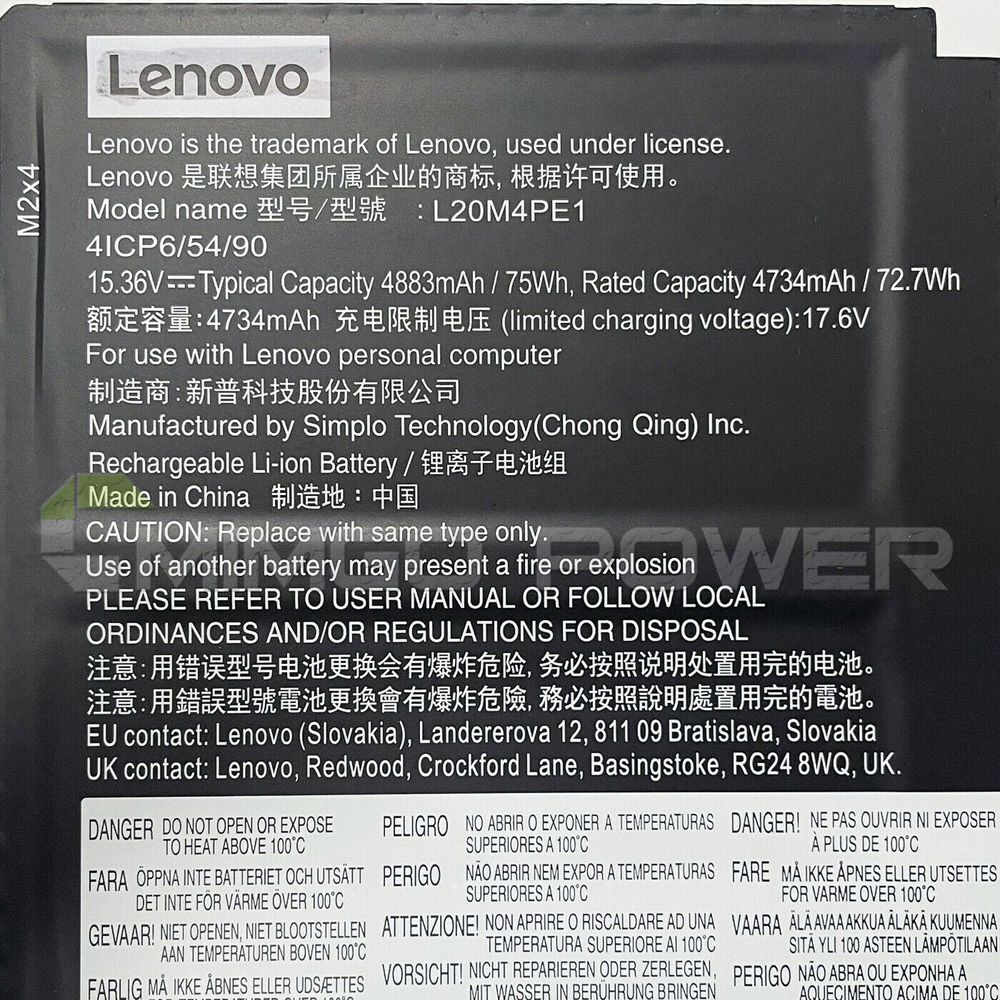 Lenovo
Lenovo is the trademark of Lenovo, used under license.
Lenovo 是联想集团所属企业的商标, 根据许可使用。
M2x4
Model name 型号/型號 : L20M4PE1
4ICP6/54/90
15.36V⎓Typical Capacity 4883mAh / 75Wh, Rated Capacity 4734mAh / 72.7Wh
额定容量:4734mAh 充电限制电压 (limited charging voltage):17.6V
For use with Lenovo personal computer
制造商:新普科技股份有限公司
Manufactured by Simplo Technology(Chong Qing) Inc.
Rechargeable Li-ion Battery / 锂离子电池组
Made in China 制造地:中国
CAUTION: Replace with same type only.
MIMGO POWER
Use of another battery may present a fire or explosion
PLEASE REFER TO USER MANUAL OR FOLLOW LOCAL
ORDINANCES AND/OR REGULATIONS FOR DISPOSAL
注意:用错误型号电池更换会有爆炸危险, 务必按照说明处置用完的电池。
注意:用錯誤型號電池更換會有爆炸危險, 務必按照說明處置用完的電池。
EU contact: Lenovo (Slovakia), Landererova 12, 811 09 Bratislava, Slovakia
UK contact: Lenovo, Redwood, Crockford Lane, Basingstoke, RG24 8WQ, UK.
DANGER DO NOT OPEN OR EXPOSE
TO HEAT ABOVE 100°C
PELIGRO NO ABRIR O EXPONER A TEMPERATURAS
SUPERIORES A 100°C
DANGER! NE PAS OUVRIR NI EXPOSER
À PLUS DE 100°C
FARA ÖPPNA INTE BATTERIET OCH UTSÄTT
DET INTE FÖR VÄRME ÖVER 100°C
PERIGO NÃO ABRIR NEM EXPOR A TEMPERATURAS
SUPERIORES A 100°C
FARE MÅ IKKE ÅPNES ELLER UTSETTES
FOR VARME OVER 100°C
GEVAAR! NIET OPENEN, NIET BLOOTSTELLEN
AAN TEMPERATUREN BOVEN 100°C
ATTENZIONE! NON APRIRE O RISCALDARE AD UNA
TEMPERATURA SUPERIORE AI 100°C
VAARA ÄLÄ AVAA AKKUA ÄLÄKÄ KUUMENNA
SITÄ YLI 100 ASTEEN LÄMPÖTILAAN
FARLIG MÅ IKKE ÅBNES ELLER UDSÆTTES
VORSICHT! NICHT REPARIEREN ODER ZERLEGEN,
MIT WASSER IN BERÜHRUNG BRINGEN
PERIGO NÃO ABRA OU EXPONHA A
AQUECIMENTO ACIMA DE 100°C